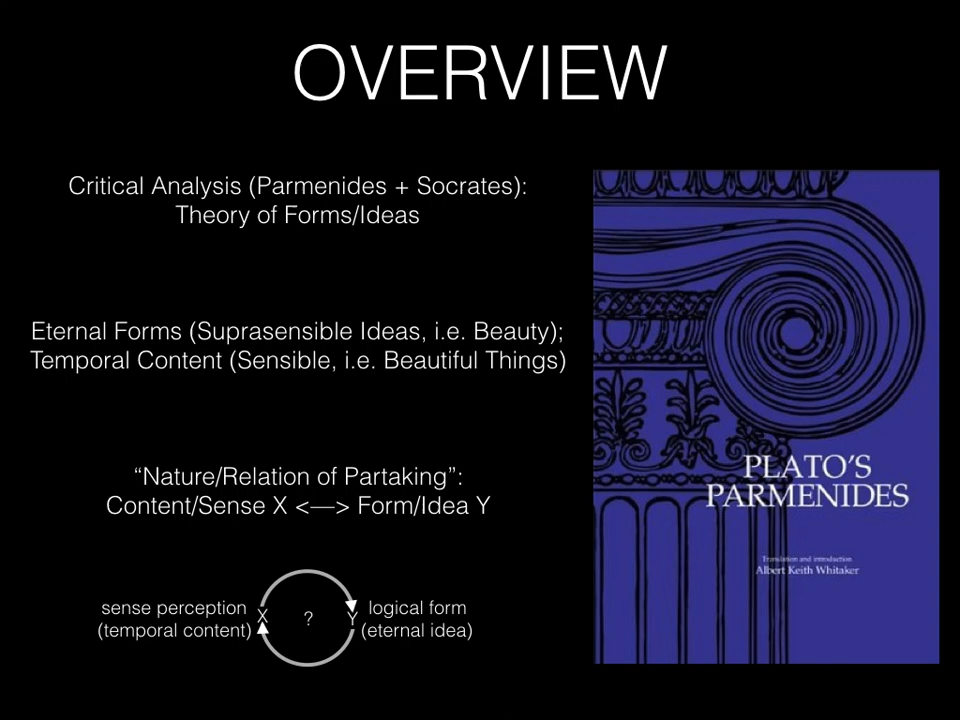 OVERVIEW
Critical Analysis (Parmenides + Socrates):
Theory of Forms/Ideas
Eternal Forms (Suprasensible Ideas, i.e. Beauty);
Temporal Content (Sensible, i.e. Beautiful Things)
“Nature/Relation of Partaking”:
Content/Sense X <—> Form/Idea Y
sense perception
(temporal content)
X
?
Y
logical form
(eternal idea)
PLATO'S
PARMENIDES
Translation and introduction
Albert Keith Whitaker